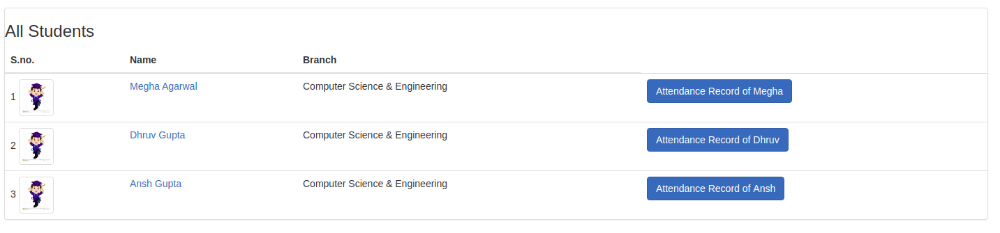 All Students
S.no. Name Branch
1 Megha Agarwal Computer Science & Engineering Attendance Record of Megha
2 Dhruv Gupta Computer Science & Engineering Attendance Record of Dhruv
3 Ansh Gupta Computer Science & Engineering Attendance Record of Ansh